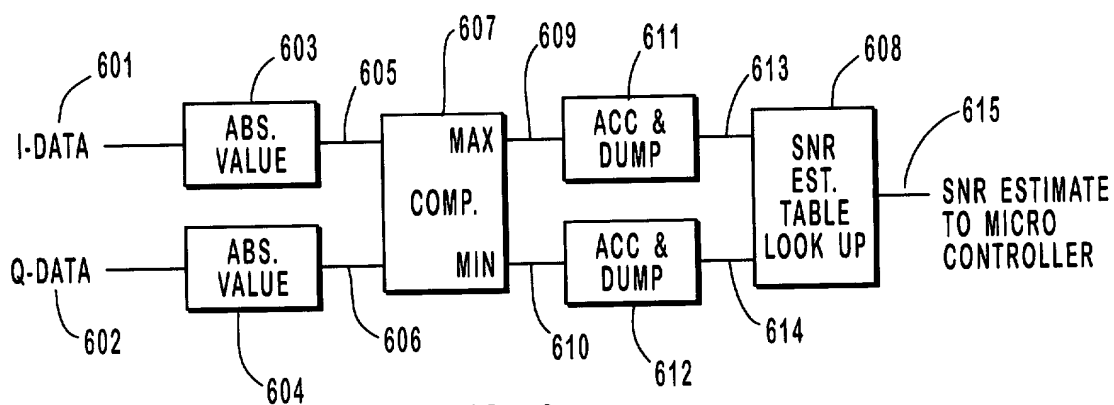 601
603
605
607
609
611
613
608
615
I-DATA
ABS.
VALUE
MAX
COMP.
MIN
ACC &
DUMP
SNR
EST.
TABLE
LOOK UP
SNR ESTIMATE
TO MICRO
CONTROLLER
Q-DATA
ABS.
VALUE
ACC &
DUMP
602
604
606
610
612
614